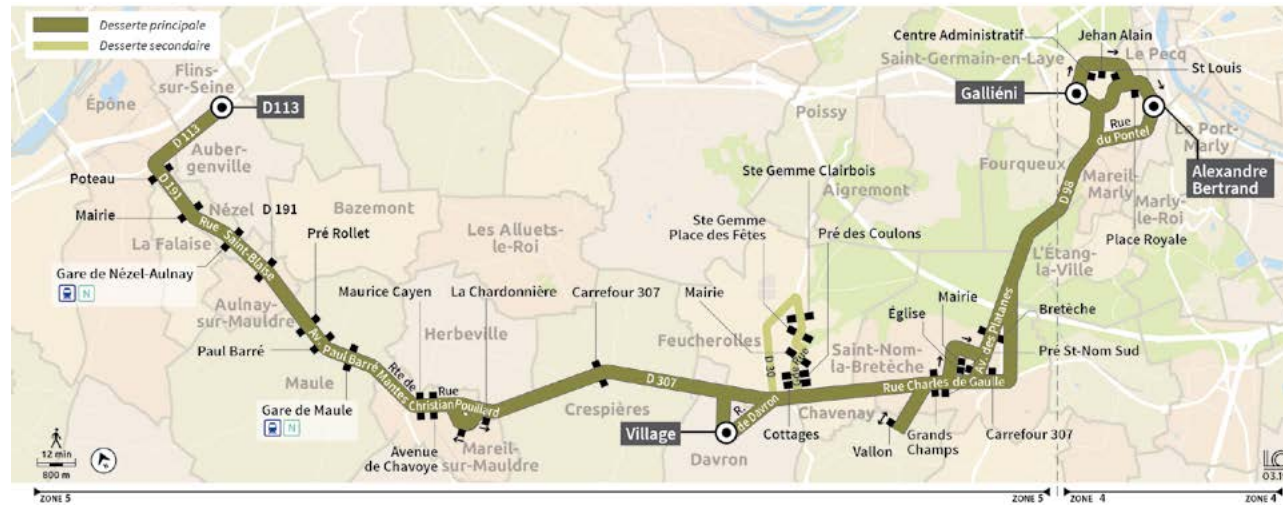 Desserte principale
Desserte secondaire
Flins-
sur-Seine
Épône
D113
D 113
Auber-
genville
Poteau
D 191
Mairie
Nézel
D 191
Rue Saint-Blaise
La Falaise
Gare de Nézel-Aulnay
N
Bazemont
Pré Rollet
Aulnay-
sur-Mauldre
Paul Barré
Av. Paul Barré
Maule
Gare de Maule
N
Les Alluets-
le-Roi
Maurice Cayen
La Chardonnière
Carrefour 307
Herbeville
Rte de
Mantes
Rue
Christian Pouillard
Avenue
de Chavoye
Mareil-
sur-Mauldre
Crespières
D 307
Village
R.
de Davron
Davron
Ste Gemme Clairbois
Ste Gemme
Place des Fêtes
Pré des Coulons
Mairie
Feucherolles
D 30
Cottages
Chavenay
Poissy
Aigremont
Saint-Nom-
la-Bretèche
Église
Mairie
Bretèche
Pré St-Nom Sud
Av. des Platanes
Rue Charles de Gaulle
Vallon
Grands
Champs
Carrefour 307
Centre Administratif
Jehan Alain
Saint-Germain-en-Laye
Le Pecq
St Louis
Galliéni
Rue
du Pontel
Le Port-
Marly
Alexandre
Bertrand
Fourqueux
Mareil-
Marly
Marly-
le-Roi
D 98
Place Royale
L'Étang-
la-Ville
12 min
800 m
ZONE 5
ZONE 5
ZONE 4
ZONE 4